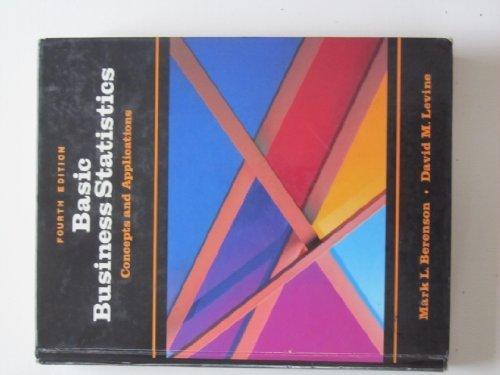 FOURTH EDITION
Basic
Business Statistics
Concepts and Applications
Mark L. Berenson · David M. Levine